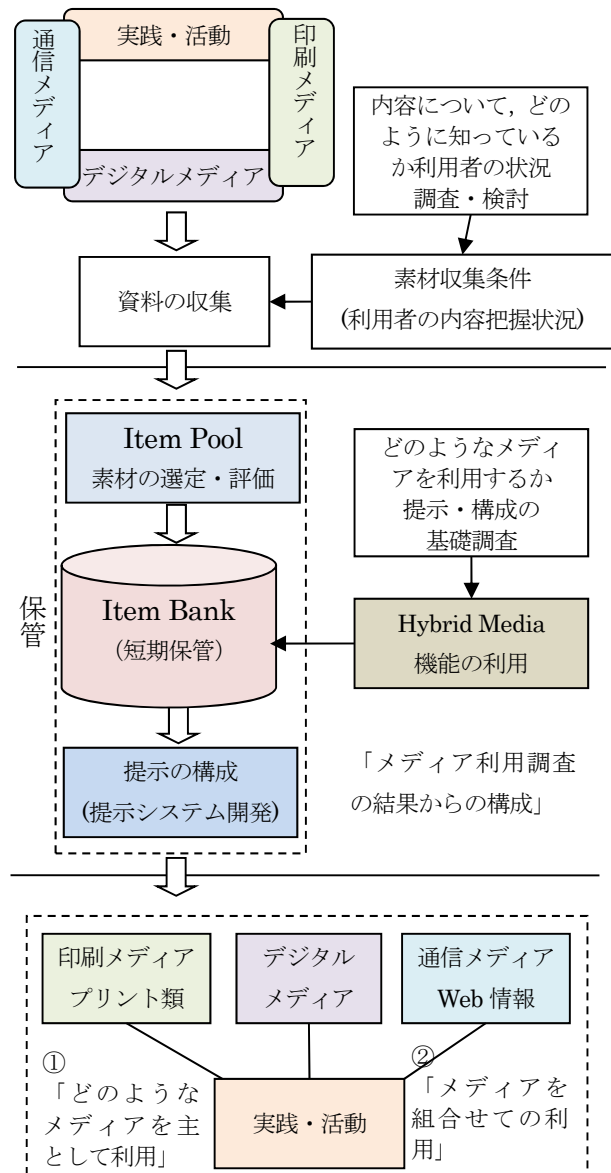 通信メディア
実践・活動
印刷メディア
デジタルメディア
内容について，どの
ように知っている
か利用者の状況
調査・検討
資料の収集
素材収集条件
(利用者の内容把握状況)
保管
Item Pool
素材の選定・評価
どのようなメディ
アを利用するか
提示・構成の
基礎調査
Item Bank
（短期保管）
Hybrid Media
機能の利用
提示の構成
(提示システム開発)
「メディア利用調査
の結果からの構成」
印刷メディア
プリント類
デジタル
メディア
通信メディア
Web 情報
①
「どのような
メディアを主
として利用」
実践・活動
②
「メディアを
組合せての利
用」